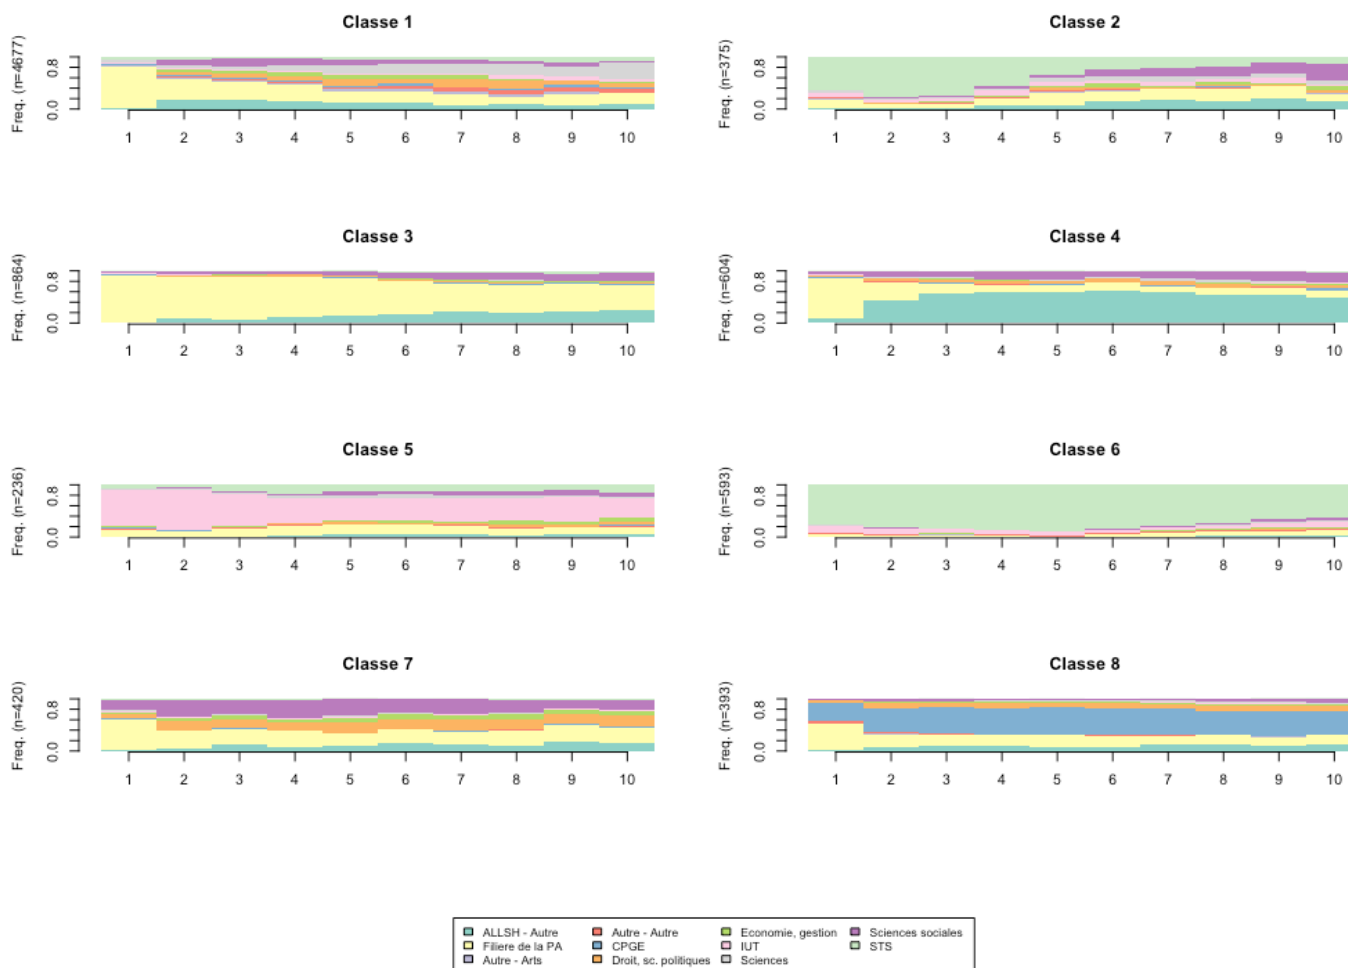 Classe 1
Freq. (n=4677)
0.0 0.8
1 2 3 4 5 6 7 8 9 10
Classe 2
Freq. (n=375)
0.0 0.8
1 2 3 4 5 6 7 8 9 10
Classe 3
Freq. (n=864)
0.0 0.8
1 2 3 4 5 6 7 8 9 10
Classe 4
Freq. (n=604)
0.0 0.8
1 2 3 4 5 6 7 8 9 10
Classe 5
Freq. (n=236)
0.0 0.8
1 2 3 4 5 6 7 8 9 10
Classe 6
Freq. (n=593)
0.0 0.8
1 2 3 4 5 6 7 8 9 10
Classe 7
Freq. (n=420)
0.0 0.8
1 2 3 4 5 6 7 8 9 10
Classe 8
Freq. (n=393)
0.0 0.8
1 2 3 4 5 6 7 8 9 10
ALLSH - Autre
Filiere de la PA
Autre - Arts
Autre - Autre
CPGE
Droit, sc. politiques
Economie, gestion
IUT
Sciences
Sciences sociales
STS